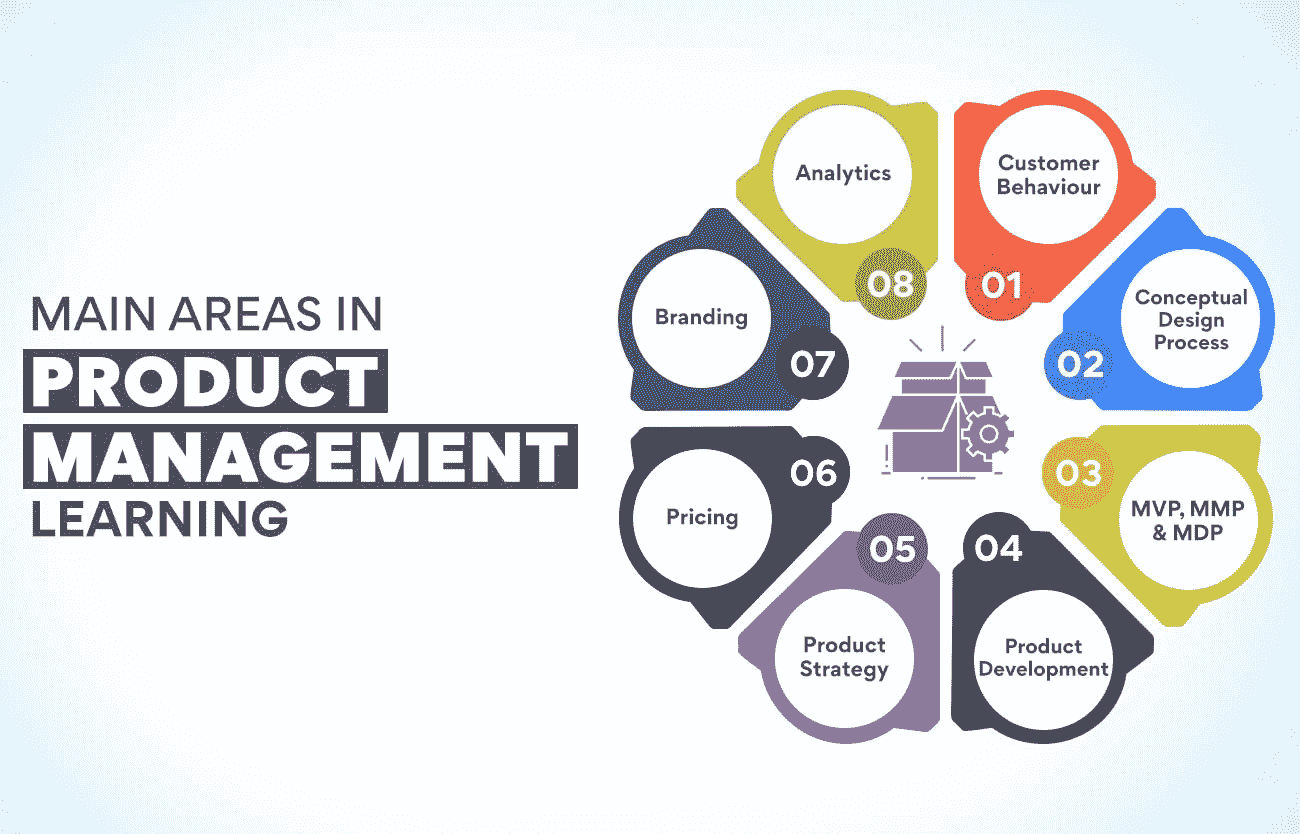 MAIN AREAS IN
PRODUCT
MANAGEMENT
LEARNING
Customer
Behaviour
01
Conceptual
Design
Process
02
MVP, MMP
& MDP
03
Product
Development
04
Product
Strategy
05
Pricing
06
Branding
07
Analytics
08